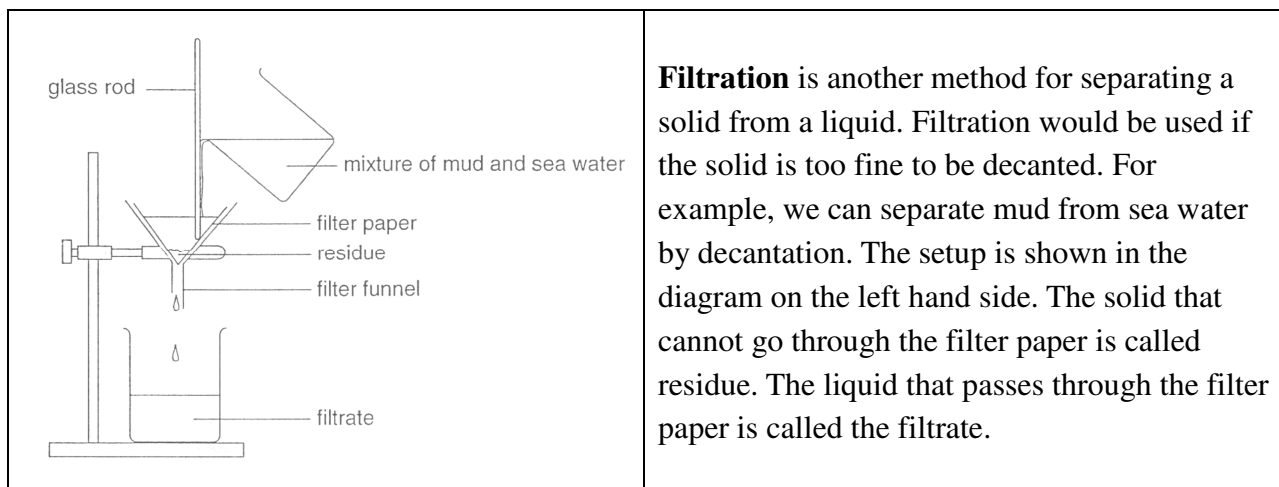 glass rod
mixture of mud and sea water
filter paper
residue
filter funnel
filtrate
Filtration is another method for separating a
solid from a liquid. Filtration would be used if
the solid is too fine to be decanted. For
example, we can separate mud from sea water
by decantation. The setup is shown in the
diagram on the left hand side. The solid that
cannot go through the filter paper is called
residue. The liquid that passes through the filter
paper is called the filtrate.